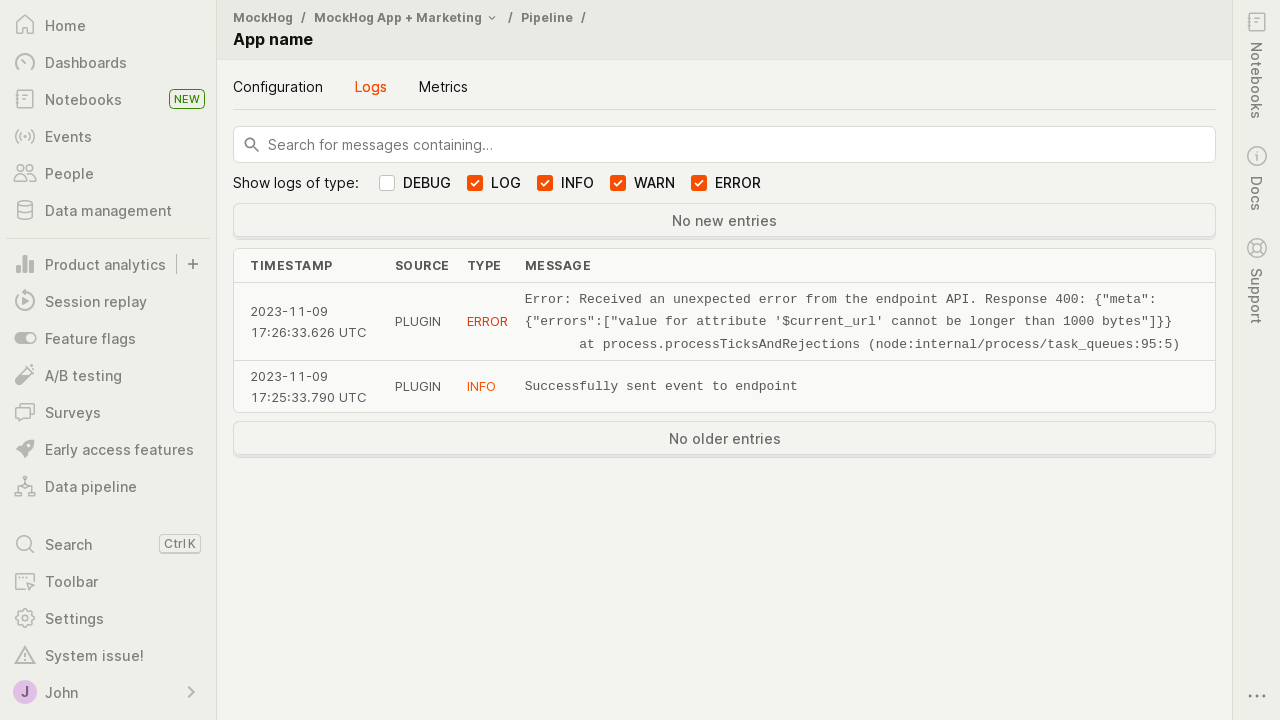 Home
Dashboards
Notebooks NEW
Events
People
Data management
Product analytics
Session replay
Feature flags
A/B testing
Surveys
Early access features
Data pipeline
Search Ctrl K
Toolbar
Settings
System issue!
J John
MockHog / MockHog App + Marketing / Pipeline /
App name
Configuration Logs Metrics
Search for messages containing…
Show logs of type: DEBUG LOG INFO WARN ERROR
No new entries
TIMESTAMP SOURCE TYPE MESSAGE
2023-11-09
17:26:33.626 UTC
PLUGIN
ERROR
Error: Received an unexpected error from the endpoint API. Response 400: {"meta":
{"errors":["value for attribute '$current_url' cannot be longer than 1000 bytes"]}}
at process.processTicksAndRejections (node:internal/process/task_queues:95:5)
2023-11-09
17:25:33.790 UTC
PLUGIN
INFO
Successfully sent event to endpoint
No older entries
Notebooks
Docs
Support